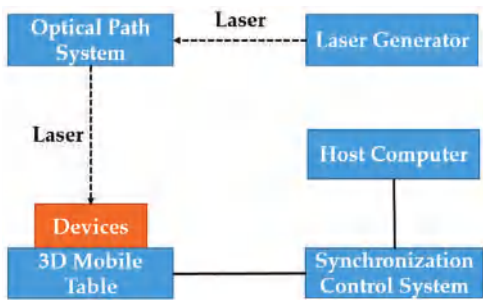 Laser
Optical Path
System
Laser Generator
Laser
Host Computer
Devices
3D Mobile
Table
Synchronization
Control System